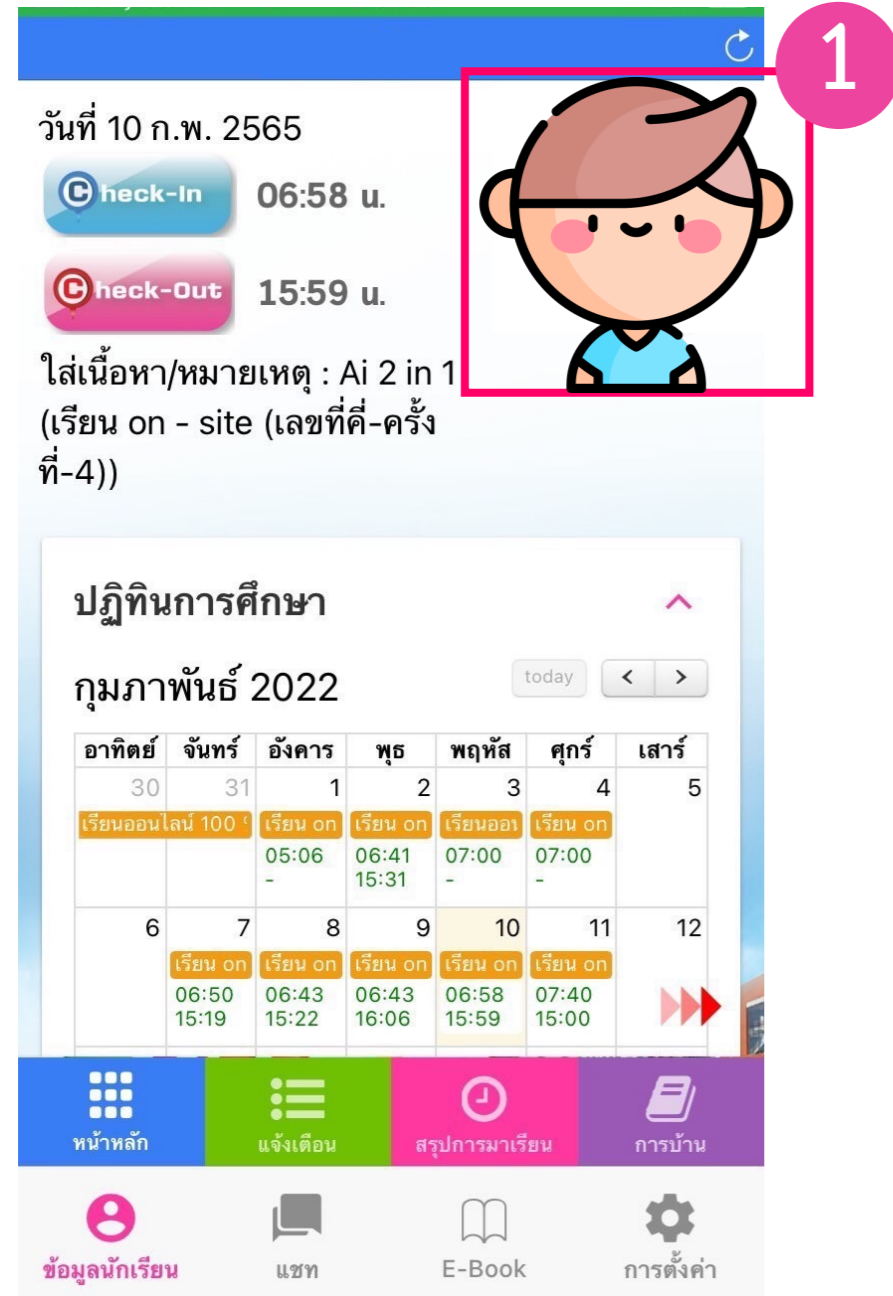 1
วันที่ 10 ก.พ. 2565
Check-In 06:58 น.
Check-Out 15:59 น.
ใส่เนื้อหา/หมายเหตุ : Ai 2 in 1
(เรียน on - site (เลขที่คี่-ครั้ง
ที่-4))
ปฏิทินการศึกษา
กุมภาพันธ์ 2022
today < >
อาทิตย์ จันทร์ อังคาร พุธ พฤหัส ศุกร์ เสาร์
30 31 1 2 3 4 5
เรียนออนไลน์ 100 เรียน on เรียน on เรียนออน เรียน on
05:06 06:41 07:00 07:00
- 15:31 - -
6 7 8 9 10 11 12
เรียน on เรียน on เรียน on เรียน on เรียน on
06:50 06:43 06:43 06:58 07:40
15:19 15:22 16:06 15:59 15:00
หน้าหลัก แจ้งเตือน สรุปการมาเรียน การบ้าน
ข้อมูลนักเรียน แชท E-Book การตั้งค่า